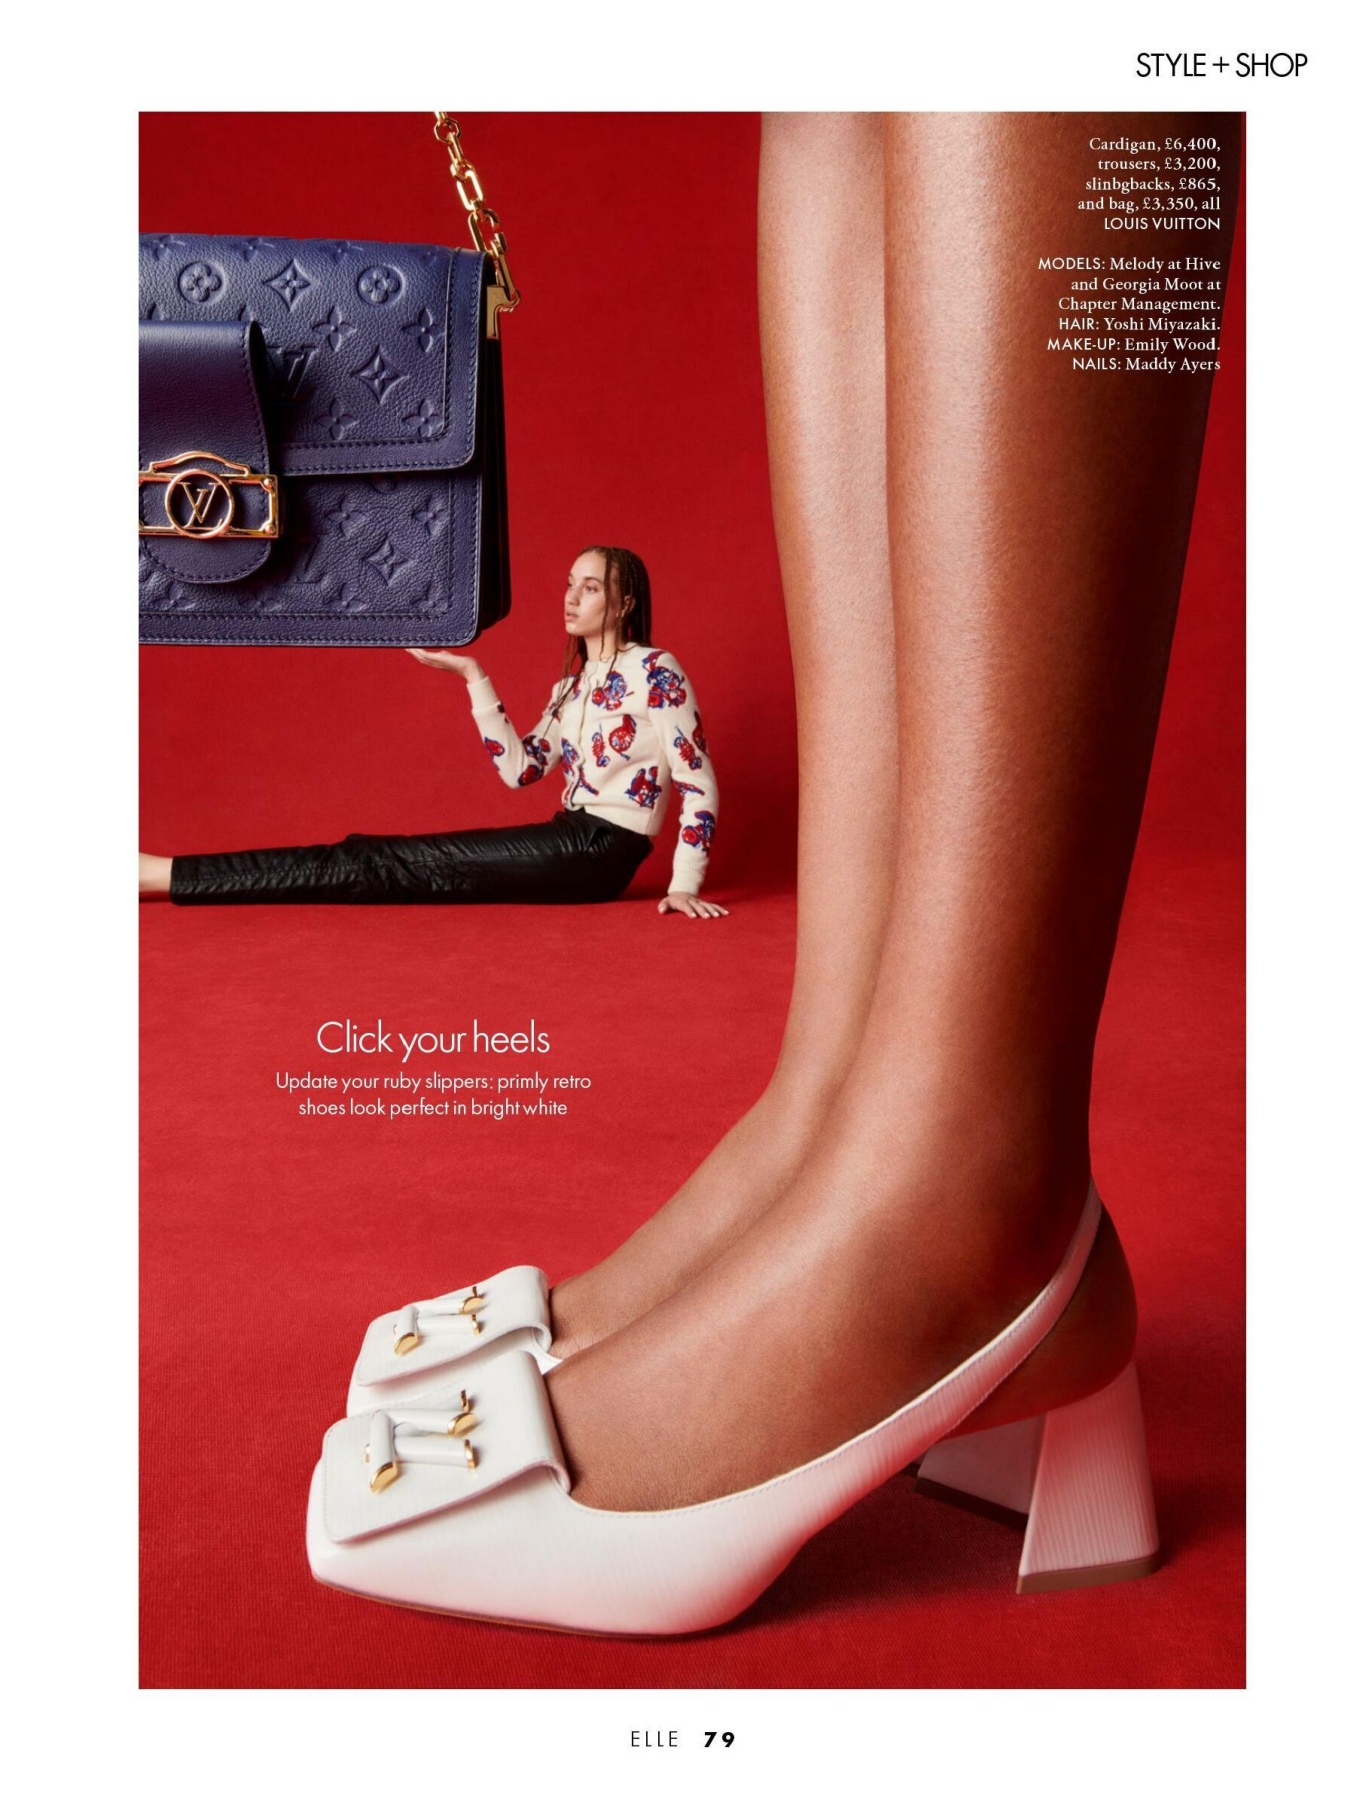 STYLE + SHOP
Cardigan, £6,400,
trousers, £3,200,
slinbgbacks, £865,
and bag, £3,350, all
LOUIS VUITTON
MODELS: Melody at Hive
and Georgia Moot at
Chapter Management.
HAIR: Yoshi Miyazaki.
MAKE-UP: Emily Wood.
NAILS: Maddy Ayers
LV
Click your heels
Update your ruby slippers: primly retro
shoes look perfect in bright white
ELLE 79